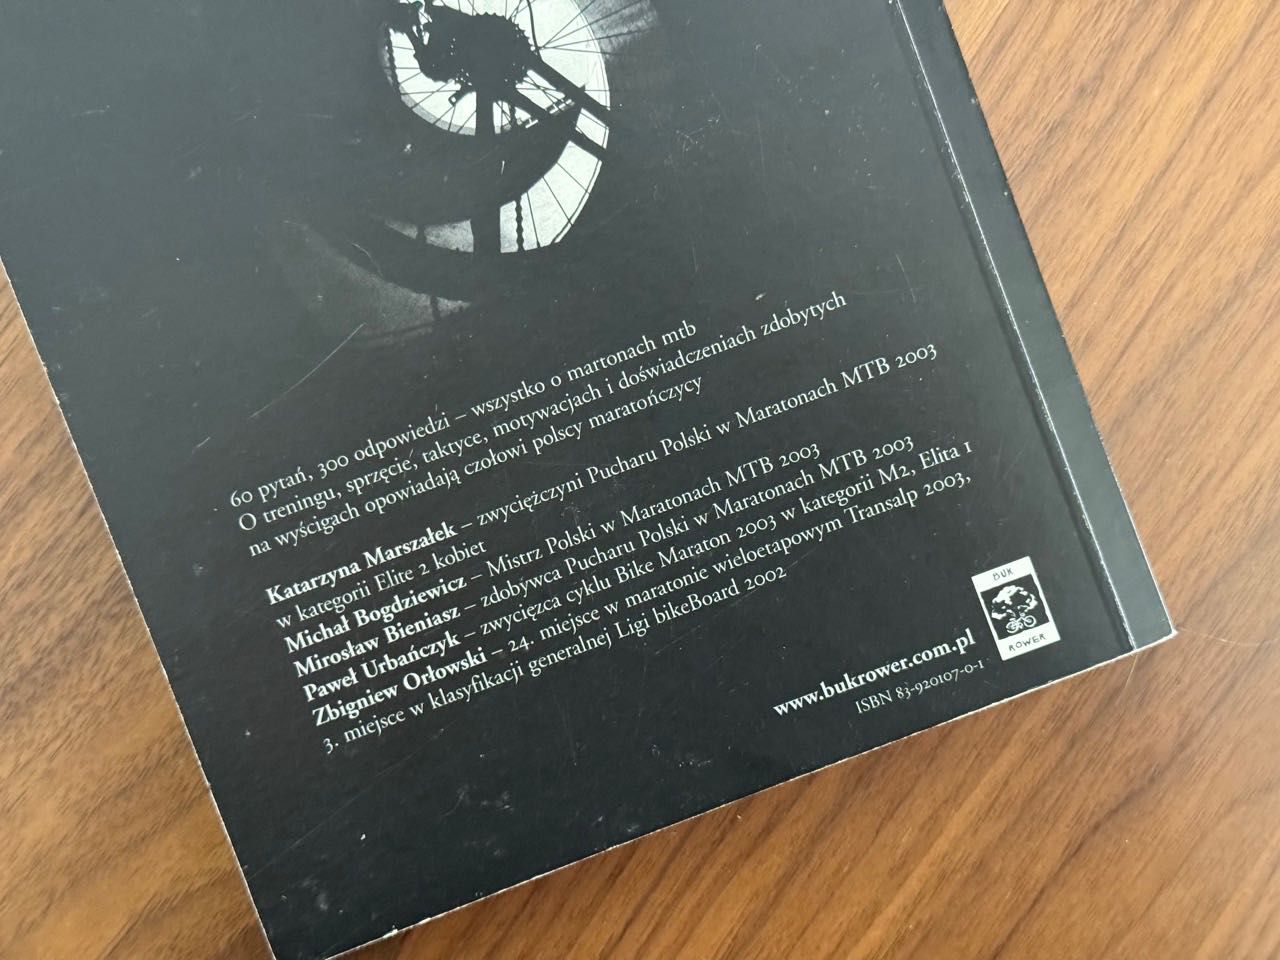 60 pytań, 300 odpowiedzi – wszystko o martonach mtb
O treningu, sprzęcie, taktyce, motywacjach i doświadczeniach zdobytych
na wyścigach opowiadają czołowi polscy maratończycy
Katarzyna Marszałek – zwyciężczyni Pucharu Polski w Maratonach MTB 2003
w kategorii Elite 2 kobiet
Michał Bogdziewicz – Mistrz Polski w Maratonach MTB 2003
Mirosław Bieniasz – zdobywca Pucharu Polski w Maratonach MTB 2003
Paweł Urbańczyk – zwycięzca cyklu Bike Maraton 2003 w kategorii M2, Elita 1
Zbigniew Orłowski – 24. miejsce w maratonie wieloetapowym Transalp 2003,
3. miejsce w klasyfikacji generalnej Ligi bikeBoard 2002
BUK
ROWER
www.bukrower.com.pl
ISBN 83-920107-0-1